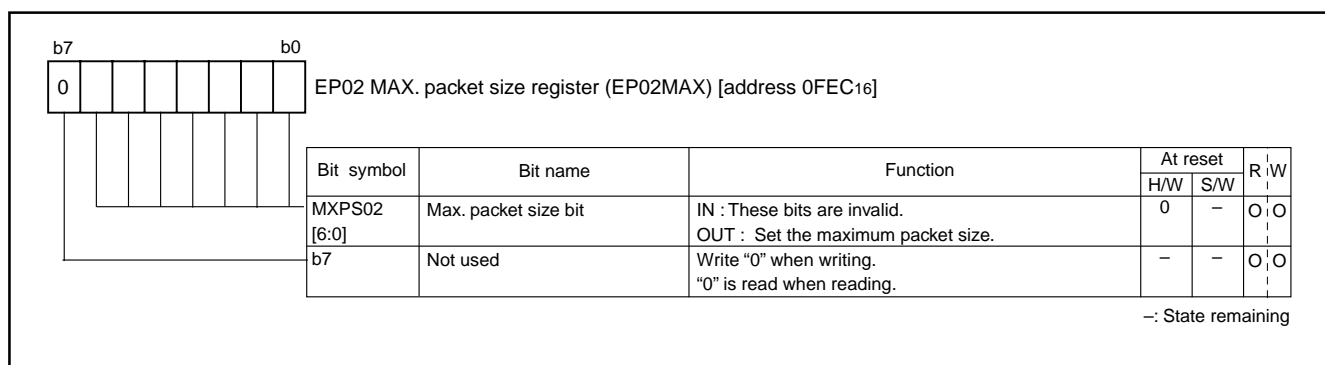 b7 b0
0 EP02 MAX. packet size register (EP02MAX) [address 0FEC16]
Bit symbol Bit name Function At reset R W
H/W S/W
MXPS02 Max. packet size bit IN : These bits are invalid. 0 – O O
[6:0] OUT : Set the maximum packet size.
b7 Not used Write “0” when writing. – – O O
“0” is read when reading.
–: State remaining